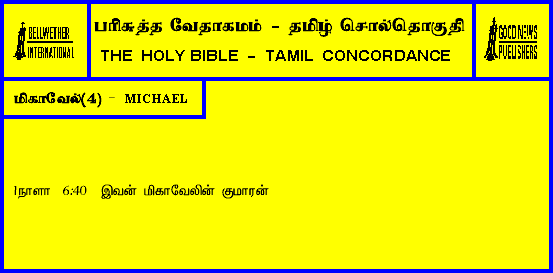 BELLWETHER
INTERNATIONAL
பரிசுத்த வேதாகமம் - தமிழ் சொல்தொகுதி
THE HOLY BIBLE - TAMIL CONCORDANCE
GOOD NEWS
PUBLISHERS
மிகாவேல்(4) - MICHAEL
1நாளா 6:40 இவன் மிகாவேலின் குமாரன்